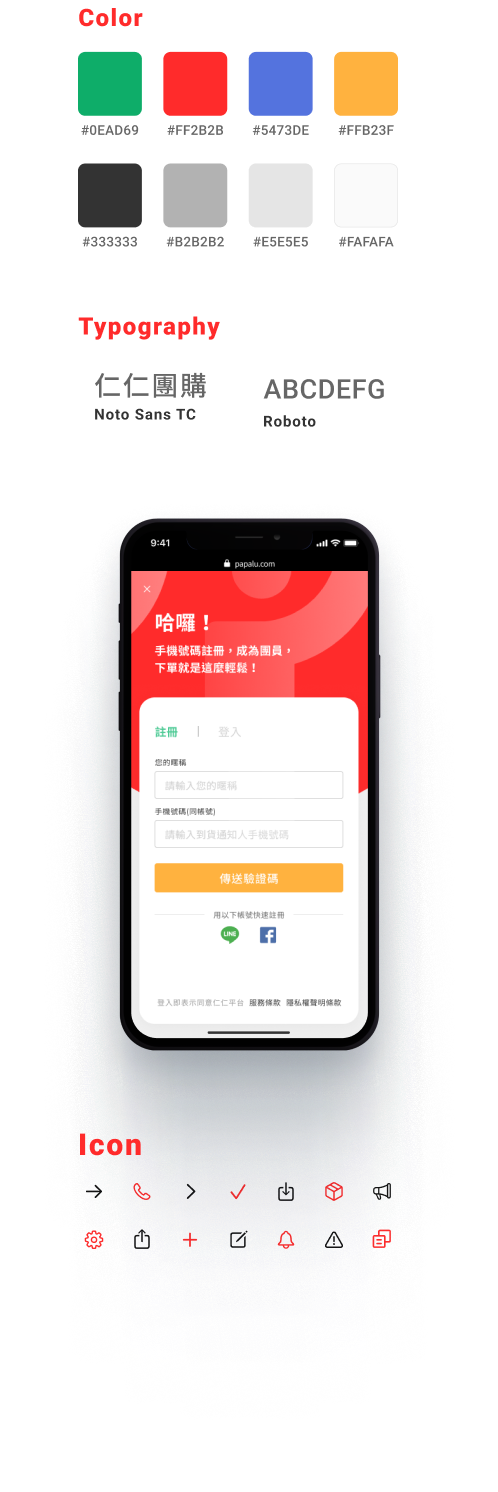 Color
#0EAD69 #FF2B2B #5473DE #FFB23F
#333333 #B2B2B2 #E5E5E5 #FAFAFA
Typography
仁仁團購 ABCDEFG
Noto Sans TC Roboto
9:41
papalu.com
哈囉！
手機號碼註冊，成為團員，
下單就是這麼輕鬆！
註冊 | 登入
您的暱稱
請輸入您的暱稱
手機號碼(同帳號)
請輸入到貨通知人手機號碼
傳送驗證碼
用以下帳號快速註冊
LINE
登入即表示同意仁仁平台 服務條款 隱私權聲明條款
Icon